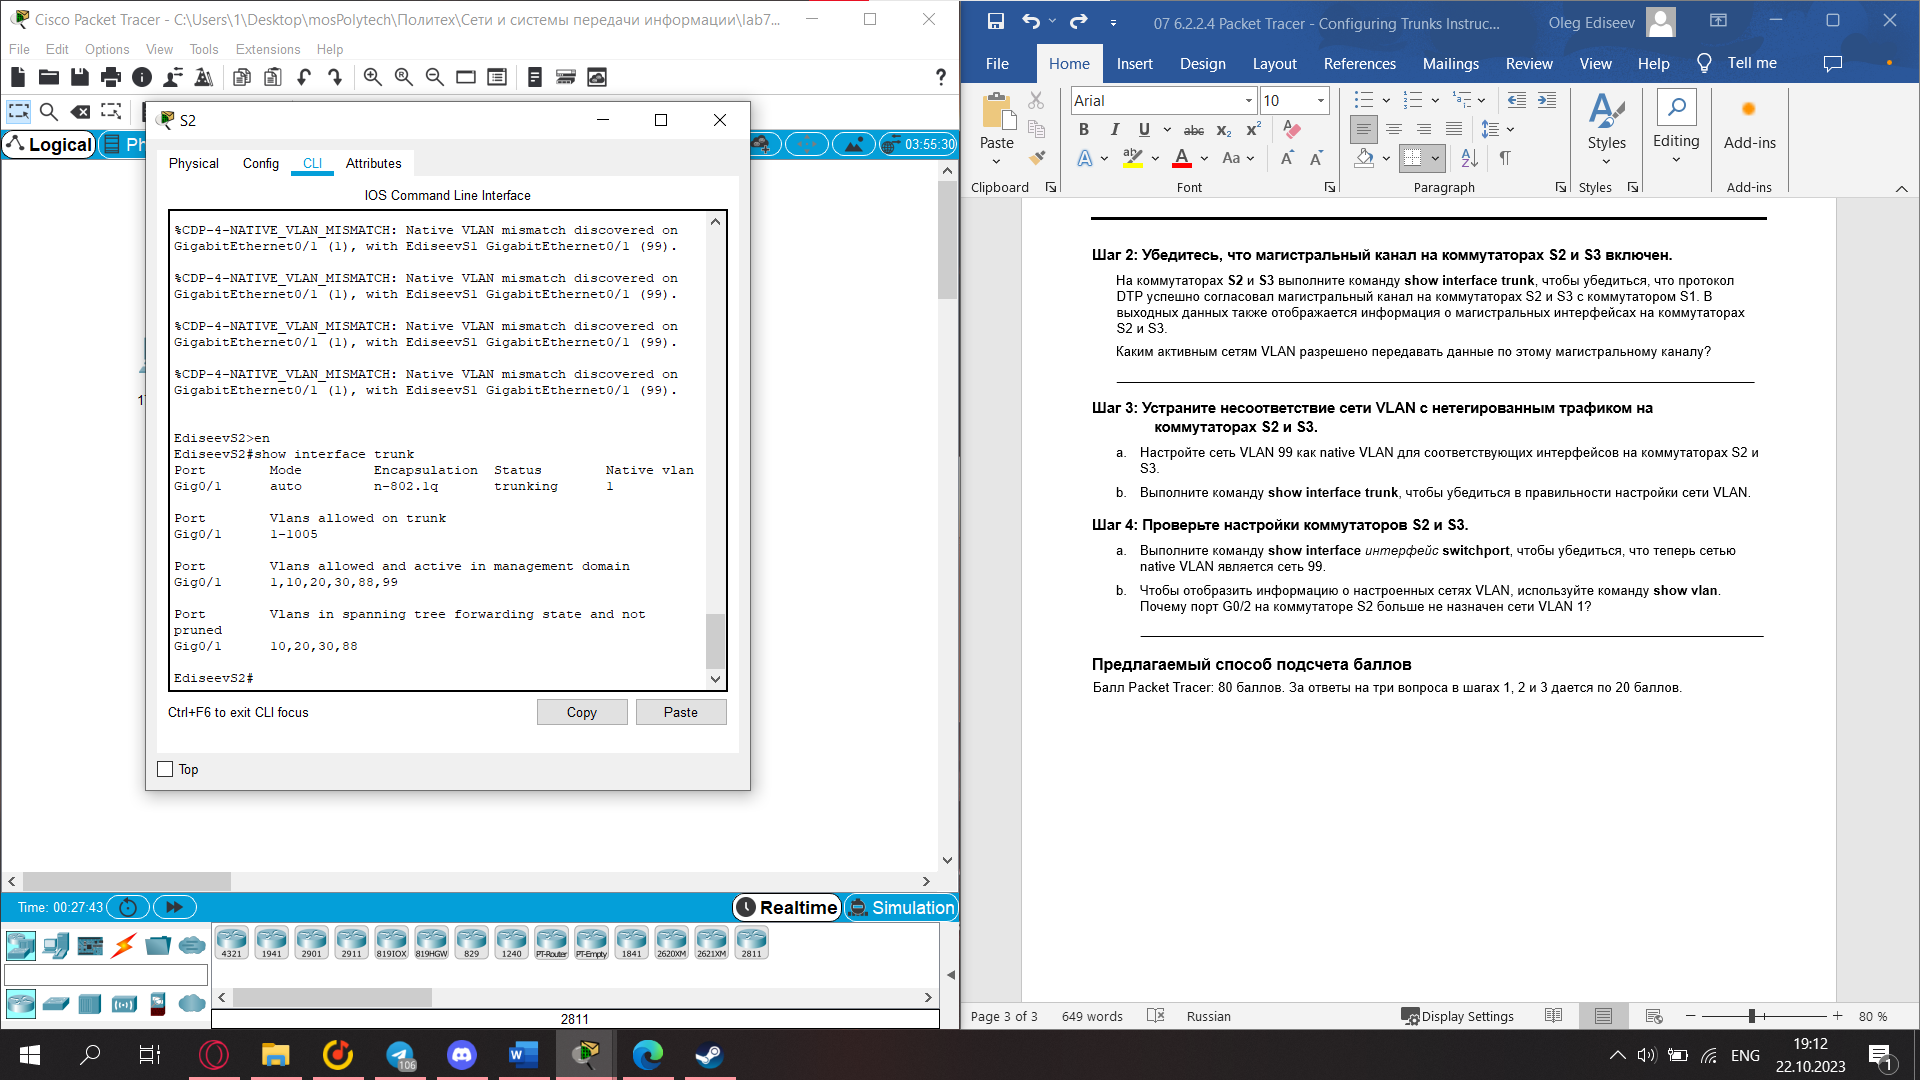 Cisco Packet Tracer - C:\Users\1\Desktop\mosPolytech\Политех\Сети и системы передачи информации\lab7...
File Edit Options View Tools Extensions Help
Logical
Ph
03:55:30
S2
Physical Config CLI Attributes
IOS Command Line Interface
%CDP-4-NATIVE_VLAN_MISMATCH: Native VLAN mismatch discovered on
GigabitEthernet0/1 (1), with EdiseevS1 GigabitEthernet0/1 (99).
%CDP-4-NATIVE_VLAN_MISMATCH: Native VLAN mismatch discovered on
GigabitEthernet0/1 (1), with EdiseevS1 GigabitEthernet0/1 (99).
%CDP-4-NATIVE_VLAN_MISMATCH: Native VLAN mismatch discovered on
GigabitEthernet0/1 (1), with EdiseevS1 GigabitEthernet0/1 (99).
%CDP-4-NATIVE_VLAN_MISMATCH: Native VLAN mismatch discovered on
GigabitEthernet0/1 (1), with EdiseevS1 GigabitEthernet0/1 (99).
EdiseevS2>en
EdiseevS2#show interface trunk
Port Mode Encapsulation Status Native vlan
Gig0/1 auto n-802.1q trunking 1
Port Vlans allowed on trunk
Gig0/1 1-1005
Port Vlans allowed and active in management domain
Gig0/1 1,10,20,30,88,99
Port Vlans in spanning tree forwarding state and not
pruned
Gig0/1 10,20,30,88
EdiseevS2#
Ctrl+F6 to exit CLI focus
Copy
Paste
Top
Time: 00:27:43
Realtime
Simulation
4321 1941 2901 2911 819IOX 819HGW 829 1240 PT-Router PT-Empty 1841 2620XM 2621XM 2811
2811
07 6.2.2.4 Packet Tracer - Configuring Trunks Instruc...
Oleg Ediseev
File Home Insert Design Layout References Mailings Review View Help Tell me
Paste
Arial
10
Styles
Editing
Add-ins
Clipboard Font Paragraph Styles Add-ins
Шаг 2: Убедитесь, что магистральный канал на коммутаторах S2 и S3 включен.
На коммутаторах S2 и S3 выполните команду show interface trunk, чтобы убедиться, что протокол
DTP успешно согласовал магистральный канал на коммутаторах S2 и S3 с коммутатором S1. В
выходных данных также отображается информация о магистральных интерфейсах на коммутаторах
S2 и S3.
Каким активным сетям VLAN разрешено передавать данные по этому магистральному каналу?
Шаг 3: Устраните несоответствие сети VLAN с нетегированным трафиком на
коммутаторах S2 и S3.
a. Настройте сеть VLAN 99 как native VLAN для соответствующих интерфейсов на коммутаторах S2 и
S3.
b. Выполните команду show interface trunk, чтобы убедиться в правильности настройки сети VLAN.
Шаг 4: Проверьте настройки коммутаторов S2 и S3.
a. Выполните команду show interface интерфейс switchport, чтобы убедиться, что теперь сетью
native VLAN является сеть 99.
b. Чтобы отобразить информацию о настроенных сетях VLAN, используйте команду show vlan.
Почему порт G0/2 на коммутаторе S2 больше не назначен сети VLAN 1?
Предлагаемый способ подсчета баллов
Балл Packet Tracer: 80 баллов. За ответы на три вопроса в шагах 1, 2 и 3 дается по 20 баллов.
Page 3 of 3 649 words Russian Display Settings 80 %
106
ENG
19:12
22.10.2023
1